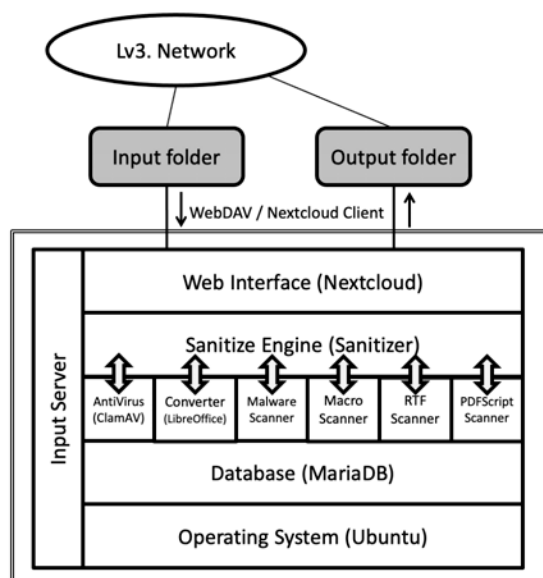 Lv3. Network
Input folder
Output folder
WebDAV / Nextcloud Client
Input Server
Web Interface (Nextcloud)
Sanitize Engine (Sanitizer)
AntiVirus
(ClamAV)
Converter
(LibreOffice)
Malware
Scanner
Macro
Scanner
RTF
Scanner
PDFScript
Scanner
Database (MariaDB)
Operating System (Ubuntu)